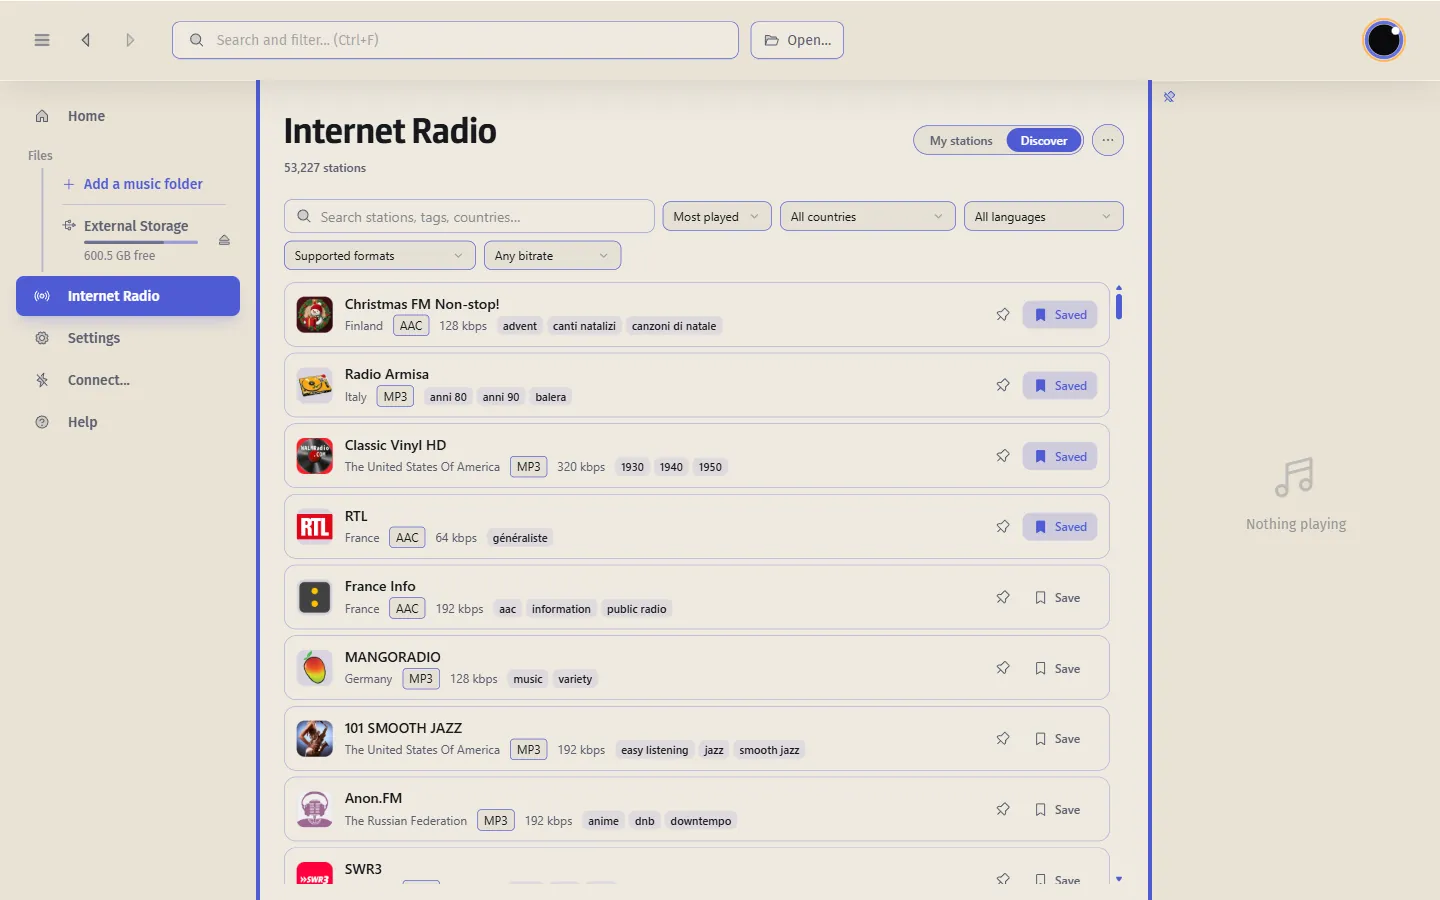 Search and filter... (Ctrl+F)
Open...
Home
Files
Add a music folder
External Storage
600.5 GB free
Internet Radio
Settings
Connect...
Help
Internet Radio
53,227 stations
My stations
Discover
Search stations, tags, countries...
Most played
All countries
All languages
Supported formats
Any bitrate
Christmas FM Non-stop!
Finland AAC 128 kbps advent canti natalizi canzoni di natale
Saved
Radio Armisa
Italy MP3 anni 80 anni 90 balera
Saved
Classic Vinyl HD
The United States Of America MP3 320 kbps 1930 1940 1950
Saved
RTL
RTL
France AAC 64 kbps généraliste
Saved
France Info
France AAC 192 kbps aac information public radio
Save
MANGORADIO
Germany MP3 128 kbps music variety
Save
101 SMOOTH JAZZ
The United States Of America MP3 192 kbps easy listening jazz smooth jazz
Save
Anon.FM
The Russian Federation MP3 192 kbps anime dnb downtempo
Save
SWR3
SWR3
Save
Nothing playing